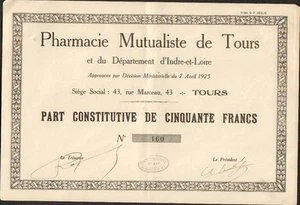 Pharmacie Mutualiste de Tours
et du Département d'Indre-et-Loire
Approuvée par Décision Ministérielle du 7 Avril 1925
Siège Social : 43, rue Marceau, 43 -:- TOURS
PART CONSTITUTIVE DE CINQUANTE FRANCS
N° 160
Le Trésorier
Le Président